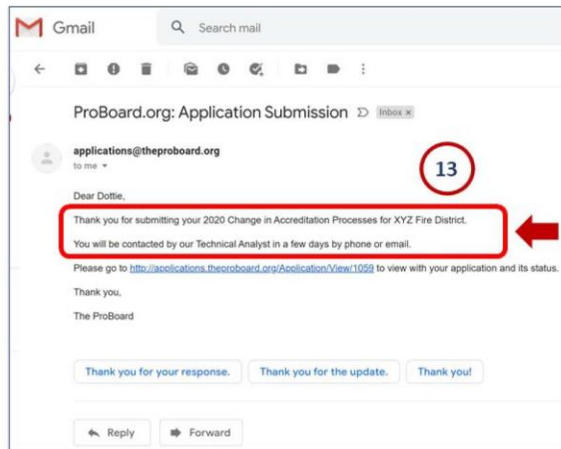 Gmail
Search mail
ProBoard.org: Application Submission
Inbox x
applications@theproboard.org
to me
13
Dear Dottie,
Thank you for submitting your 2020 Change in Accreditation Processes for XYZ Fire District.
You will be contacted by our Technical Analyst in a few days by phone or email.
Please go to http://applications.theproboard.org/Application/View/1059 to view with your application and its status.
Thank you,
The ProBoard
Thank you for your response. Thank you for the update. Thank you!
Reply Forward